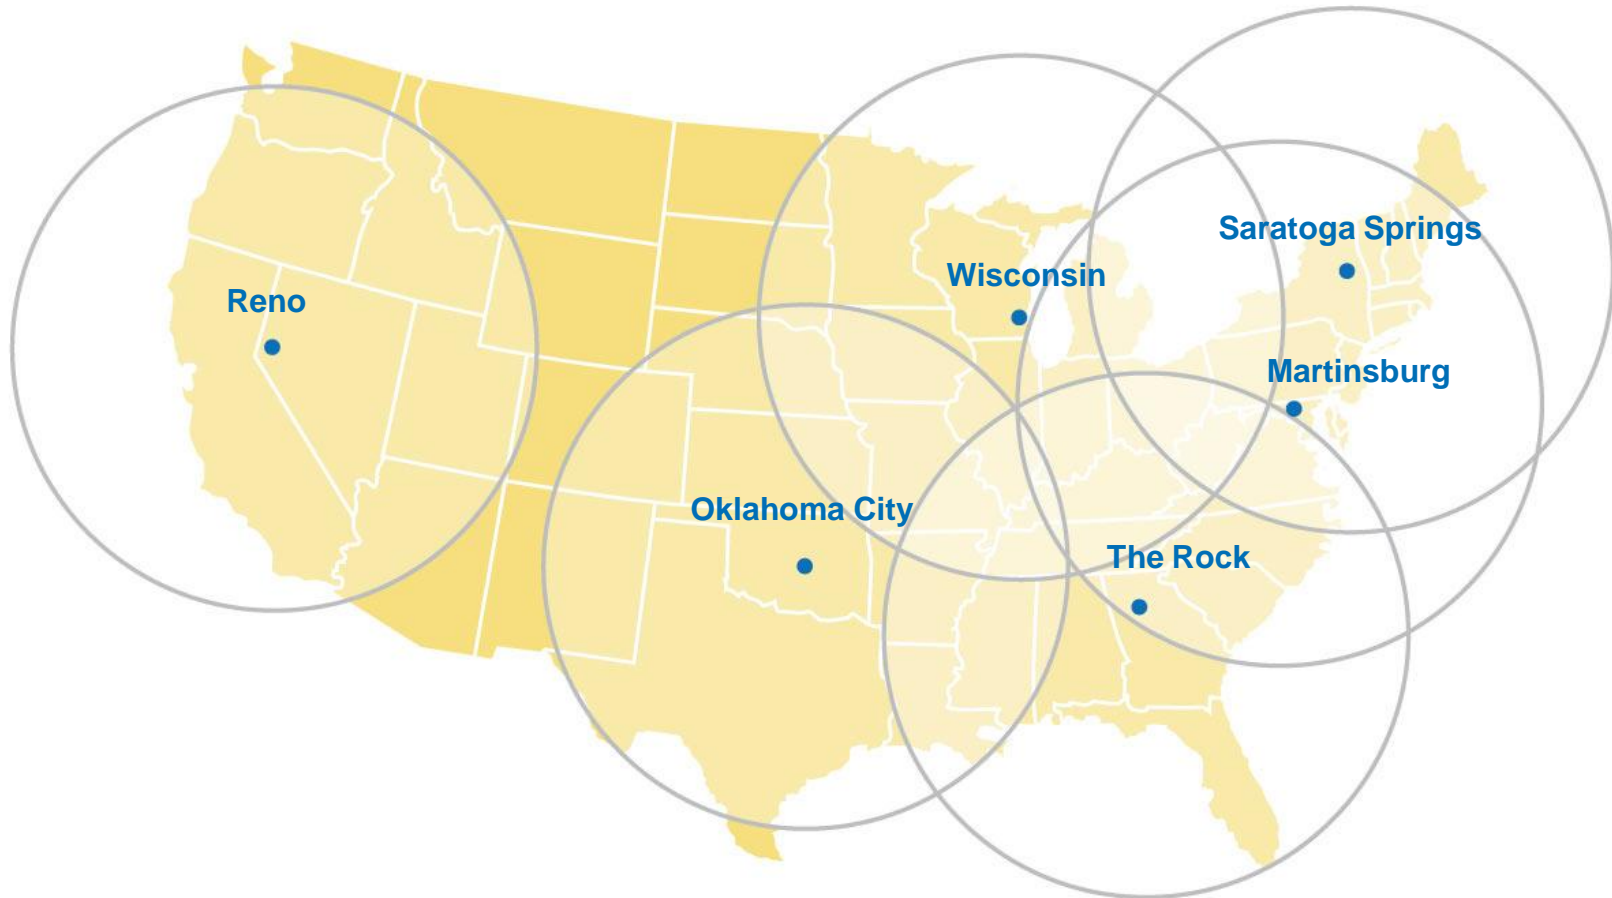 Saratoga Springs
Wisconsin
Reno
Martinsburg
Oklahoma City
The Rock